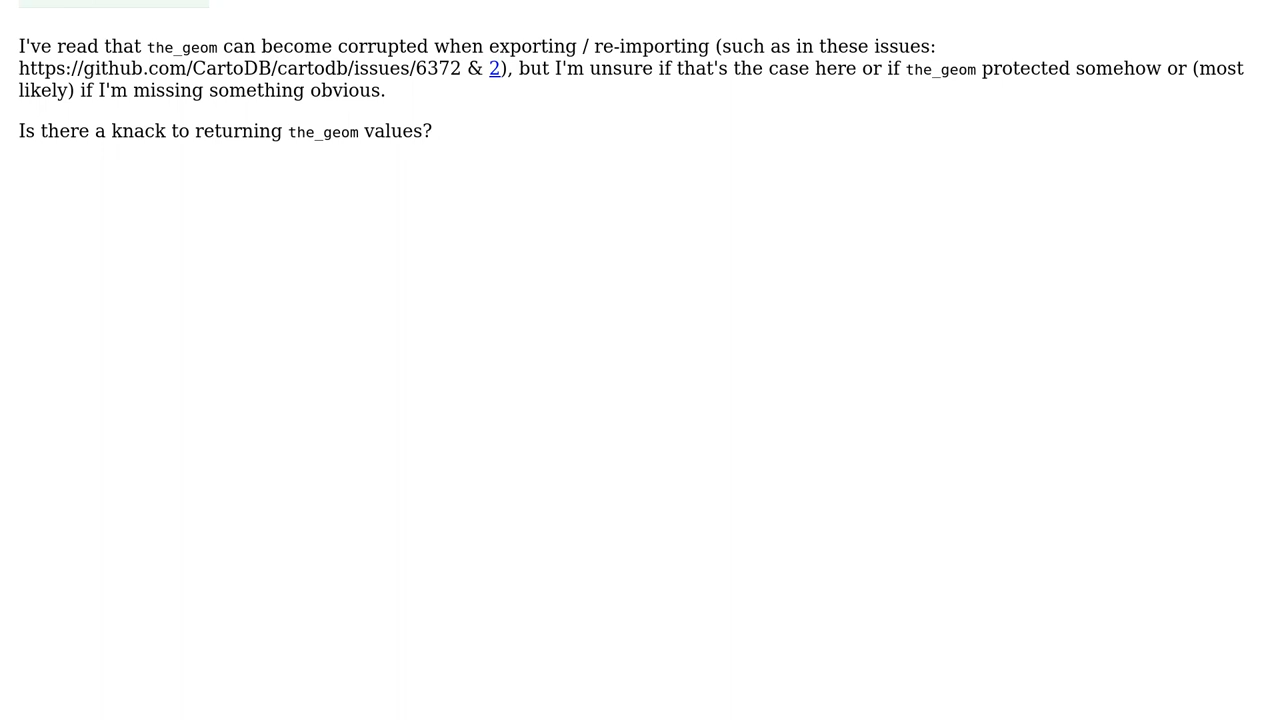 I've read that the_geom can become corrupted when exporting / re-importing (such as in these issues:
https://github.com/CartoDB/cartodb/issues/6372 & 2), but I'm unsure if that's the case here or if the_geom protected somehow or (most
likely) if I'm missing something obvious.
Is there a knack to returning the_geom values?